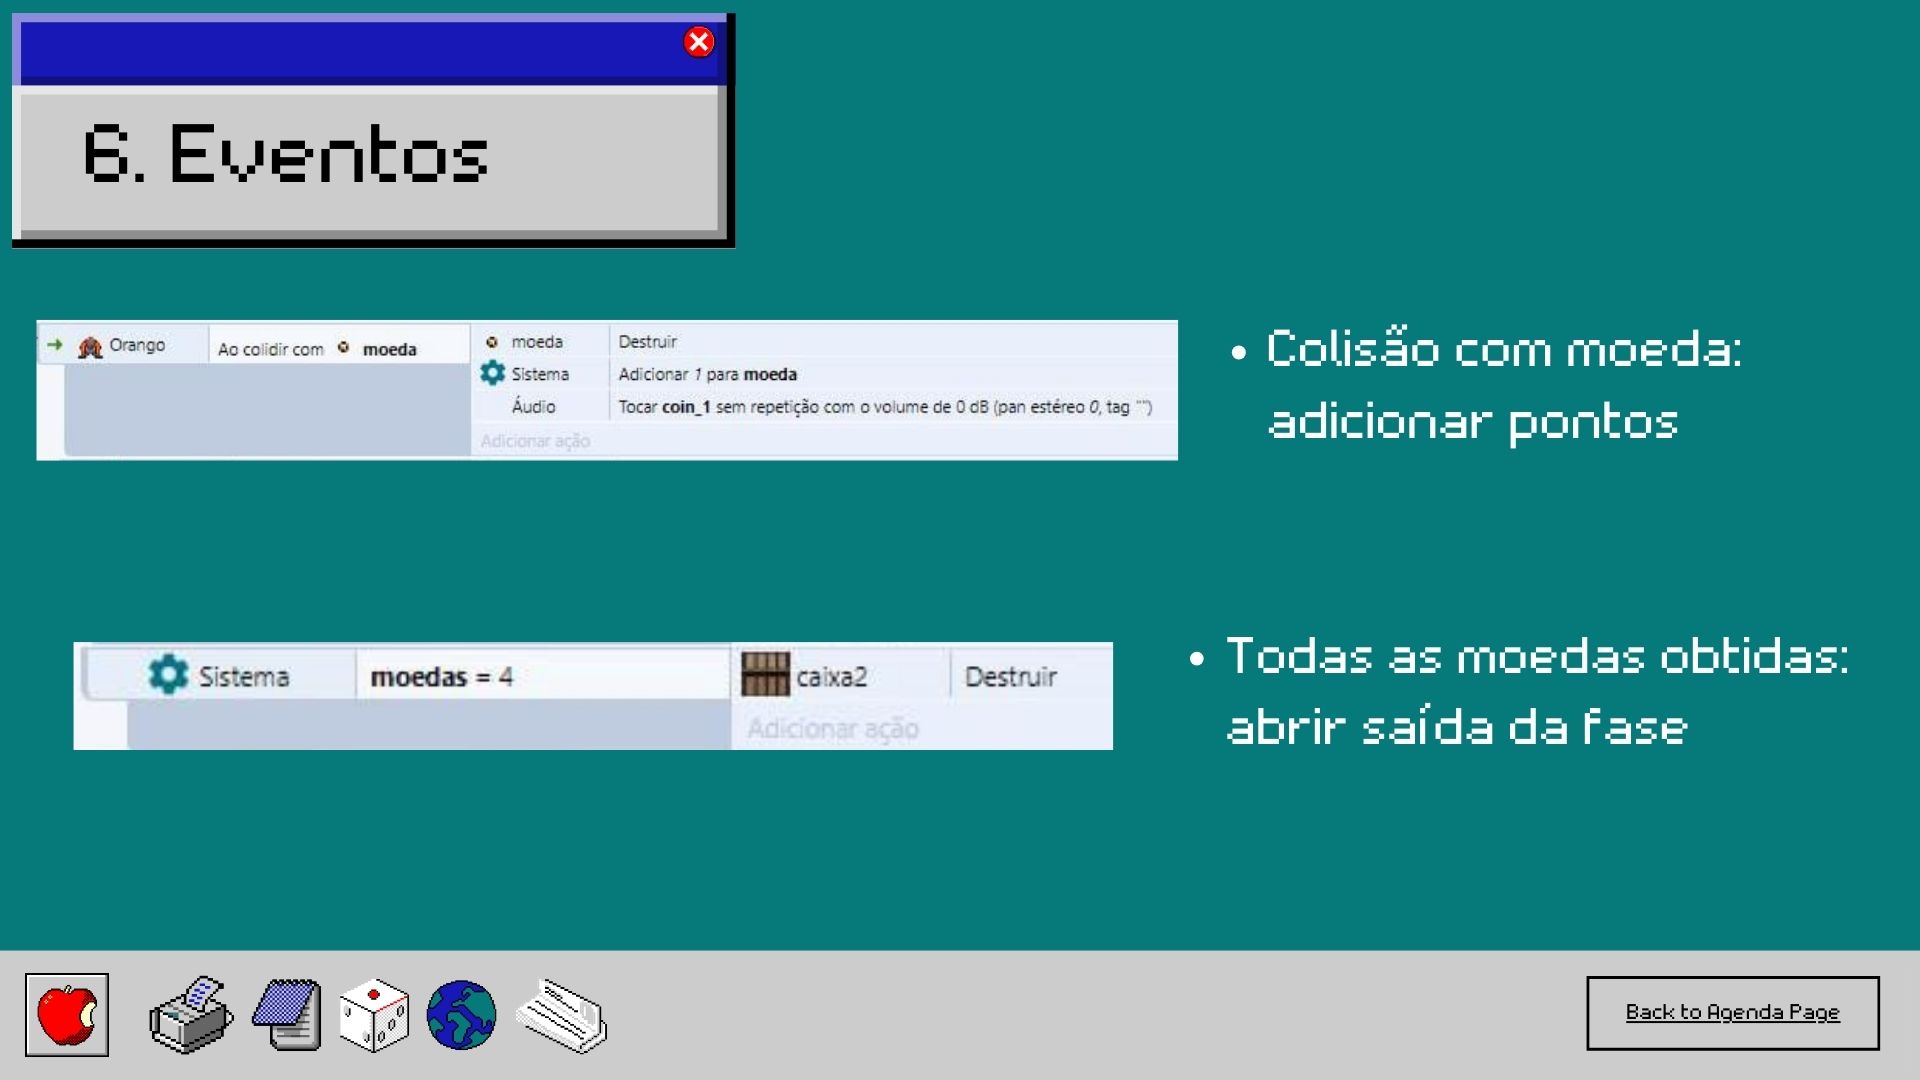 6. Eventos
Orango
Ao colidir com moeda
moeda
Destruir
Sistema
Adicionar 1 para moeda
Áudio
Tocar coin_1 sem repetição com o volume de 0 dB (pan estéreo 0, tag "")
Adicionar ação
• Colisão com moeda:
adicionar pontos
Sistema
moedas = 4
caixa2
Destruir
Adicionar ação
• Todas as moedas obtidas:
abrir saída da fase
Back to Agenda Page